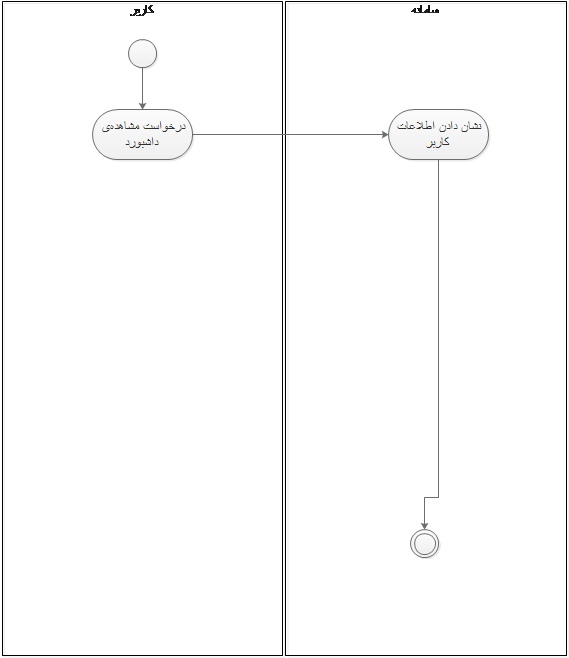 کاربر
سامانه
درخواست مشاهده‌ی
داشبورد
نشان دادن اطلاعات
کاربر